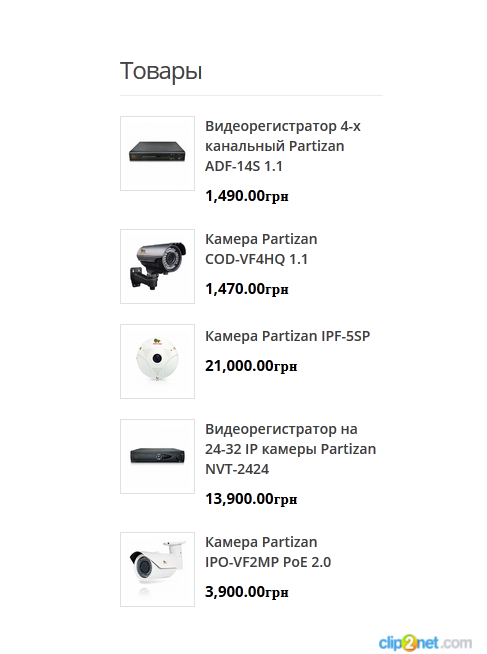 Товары
Видеорегистратор 4-х
канальный Partizan
ADF-14S 1.1
1,490.00грн
Камера Partizan
COD-VF4HQ 1.1
1,470.00грн
Камера Partizan IPF-5SP
21,000.00грн
Видеорегистратор на
24-32 IP камеры Partizan
NVT-2424
13,900.00грн
Камера Partizan
IPO-VF2MP PoE 2.0
3,900.00грн
clip2net.com